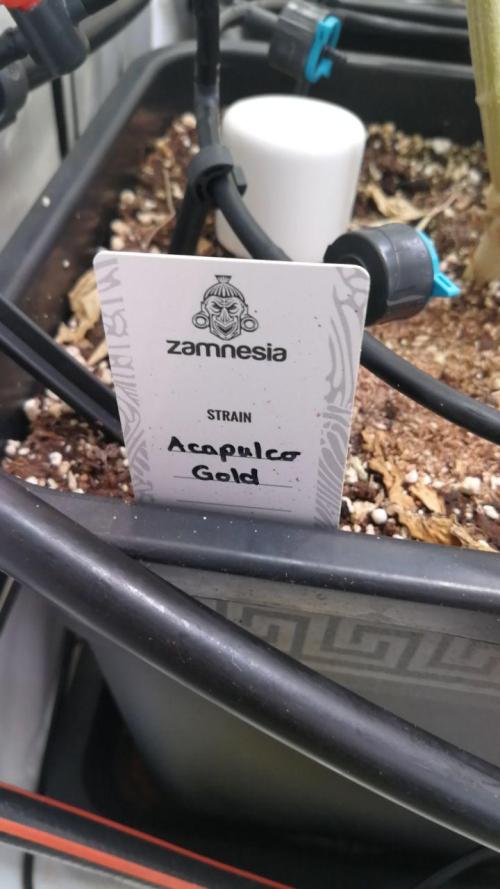 zamnesia
STRAIN
Acapulco
Gold